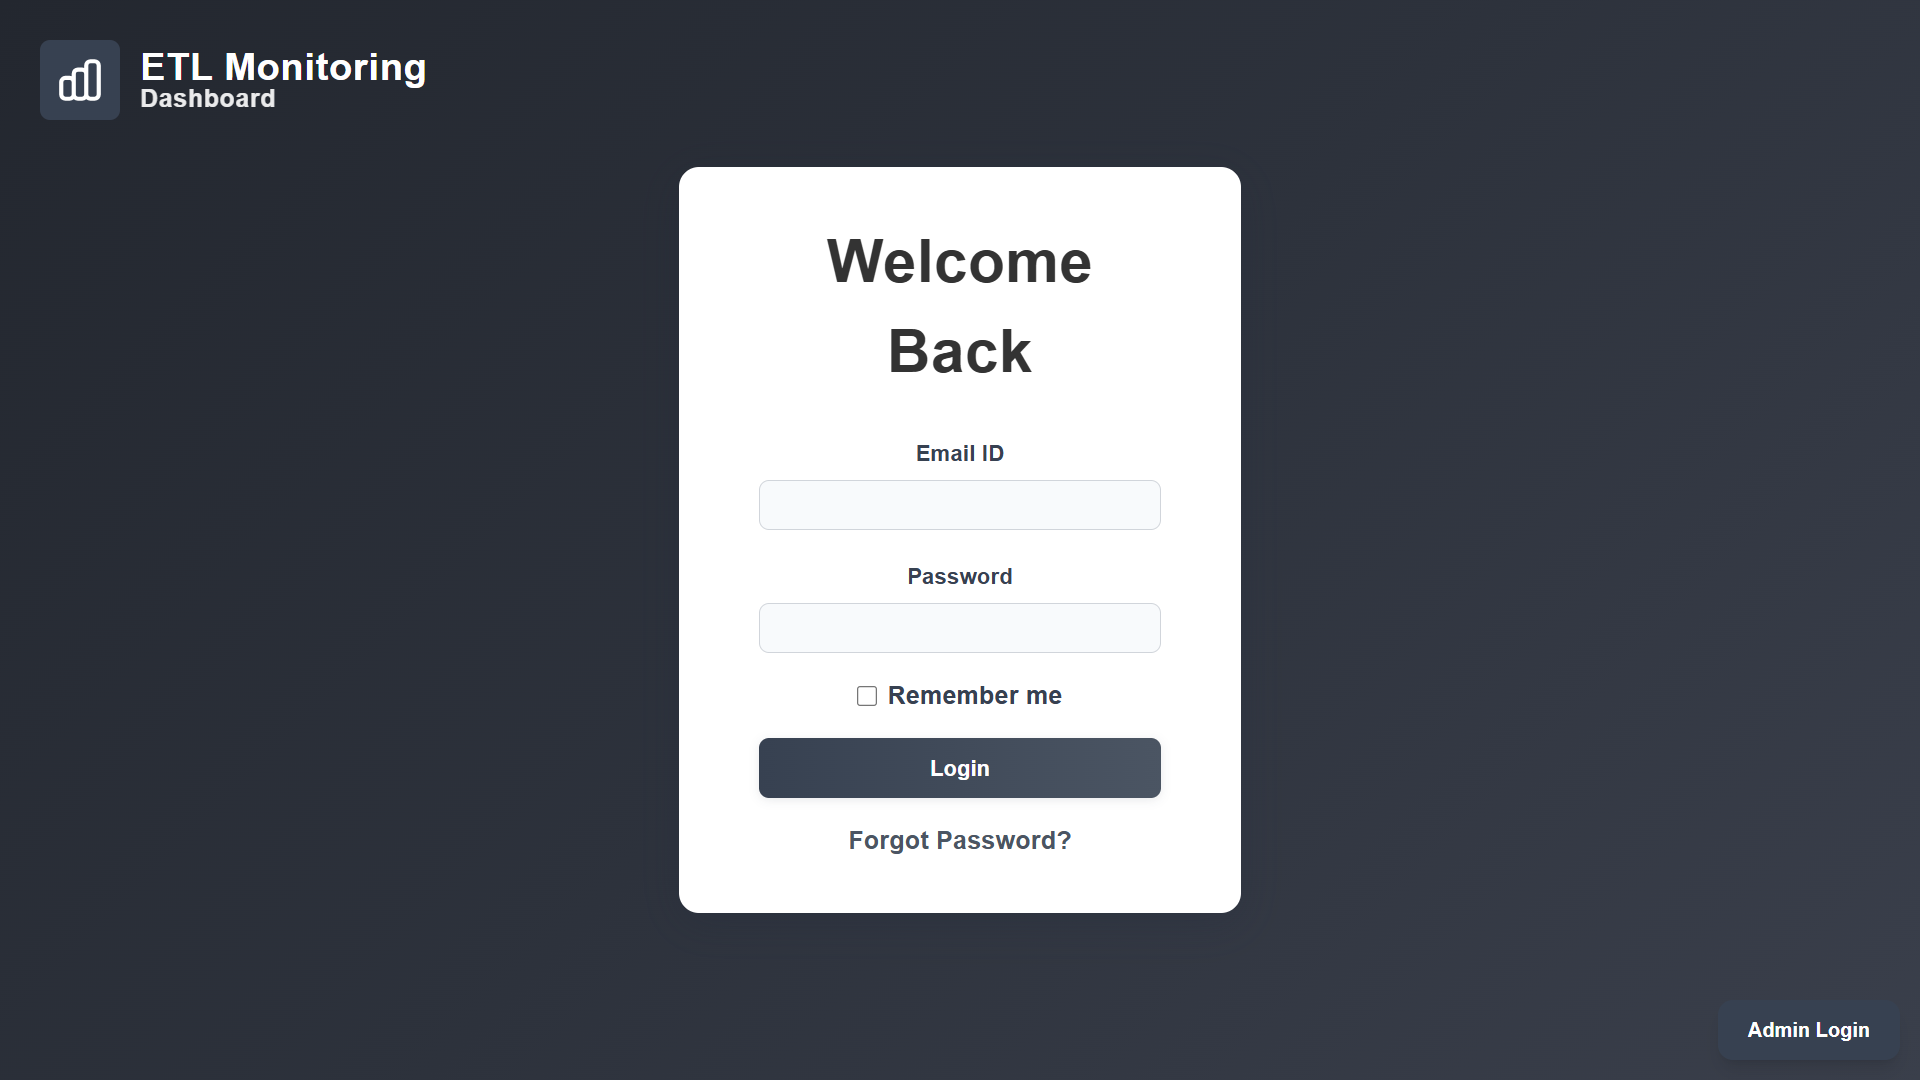 ETL Monitoring
Dashboard
Welcome
Back
Email ID
Password
Remember me
Login
Forgot Password?
Admin Login